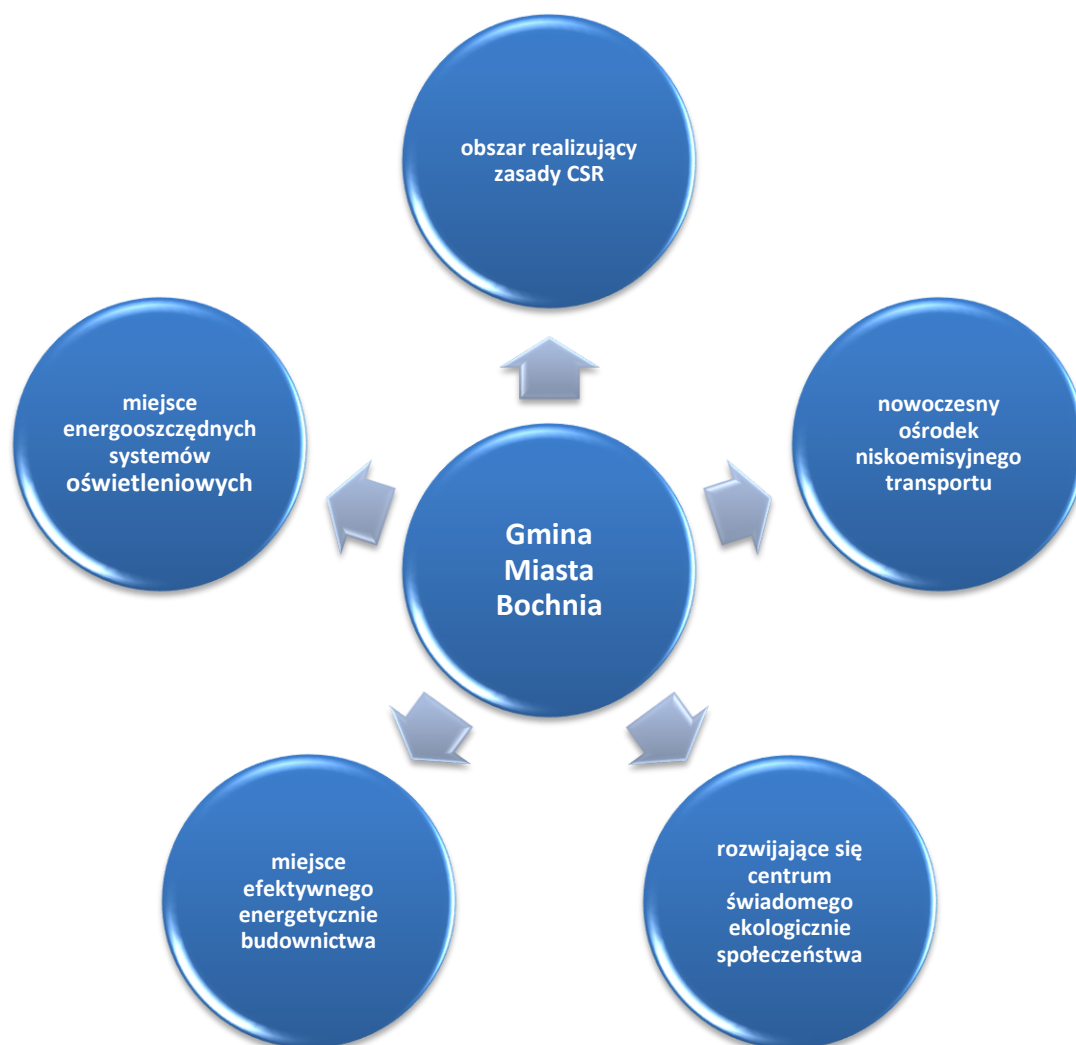 obszar realizujący
zasady CSR
miejsce
energooszczędnych
systemów
oświetleniowych
nowoczesny
ośrodek
niskoemisyjnego
transportu
Gmina
Miasta
Bochnia
miejsce
efektywnego
energetycznie
budownictwa
rozwijające się
centrum
świadomego
ekologicznie
społeczeństwa